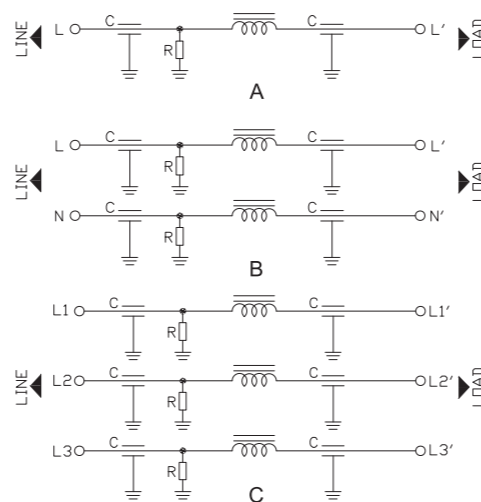 LINE L C R C L' LOAD
A
L C R C L'
LINE LOAD
N C R C N'
B
L1 C R C L1'
LINE L2 C R C L2' LOAD
L3 C R C L3'
C